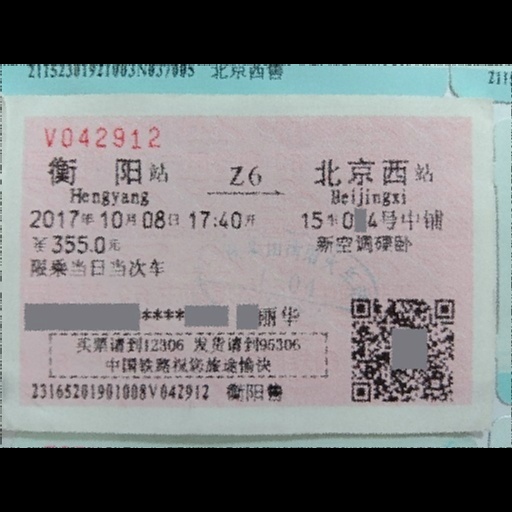 21152301921003N037005 北京西售
V042912
衡 阳站 Z6 北京西站
Hengyang Beijingxi
2017年10月08日17:40开 15车0 4号中铺
￥355.0元 新空调硬卧
限乘当日当次车
**** 丽华
买票请到12306 发货请到95306
中国铁路祝您旅途愉快
23165201901008V042912 衡阳售